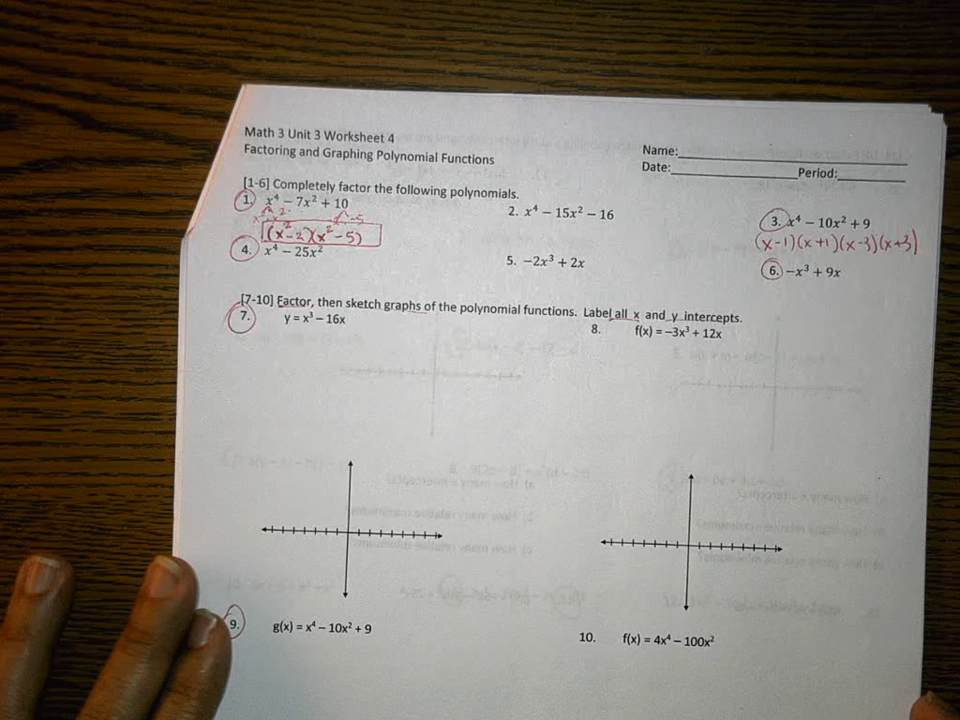 Math 3 Unit 3 Worksheet 4
Factoring and Graphing Polynomial Functions
Name:
Date: Period:
[1-6] Completely factor the following polynomials.
1. x⁴ – 7x² + 10
2. x⁴ – 15x² – 16
3. x⁴ – 10x² + 9
(x²-2)(x²-5)
(x-1)(x+1)(x-3)(x+3)
4. x⁴ – 25x²
5. –2x³ + 2x
6. –x³ + 9x
[7-10] Factor, then sketch graphs of the polynomial functions. Label all x and y intercepts.
7. y = x³ – 16x
8. f(x) = –3x³ + 12x
9. g(x) = x⁴ – 10x² + 9
10. f(x) = 4x⁴ – 100x²